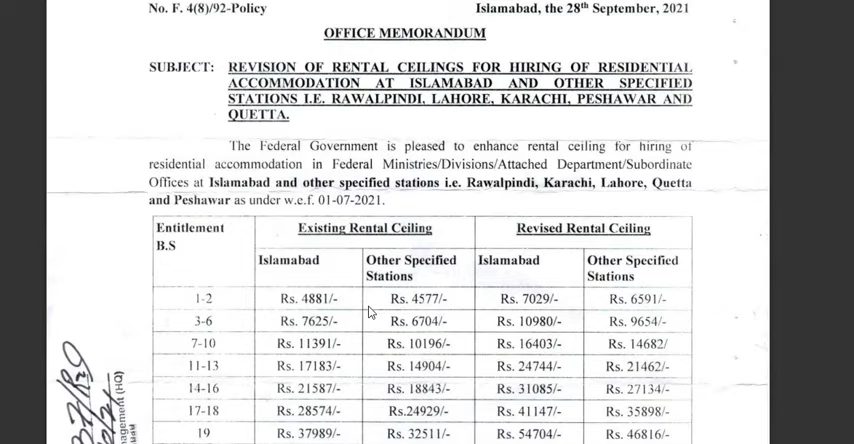 No. F. 4(8)/92-Policy Islamabad, the 28th September, 2021
OFFICE MEMORANDUM
SUBJECT: REVISION OF RENTAL CEILINGS FOR HIRING OF RESIDENTIAL
ACCOMMODATION AT ISLAMABAD AND OTHER SPECIFIED
STATIONS I.E. RAWALPINDI, LAHORE, KARACHI, PESHAWAR AND
QUETTA.
The Federal Government is pleased to enhance rental ceiling for hiring of
residential accommodation in Federal Ministries/Divisions/Attached Department/Subordinate
Offices at Islamabad and other specified stations i.e. Rawalpindi, Karachi, Lahore, Quetta
and Peshawar as under w.e.f. 01-07-2021.
Entitlement Existing Rental Ceiling Revised Rental Ceiling
B.S
Islamabad Other Specified Islamabad Other Specified
Stations Stations
1-2 Rs. 4881/- Rs. 4577/- Rs. 7029/- Rs. 6591/-
3-6 Rs. 7625/- Rs. 6704/- Rs. 10980/- Rs. 9654/-
7-10 Rs. 11391/- Rs. 10196/- Rs. 16403/- Rs. 14682/
11-13 Rs. 17183/- Rs. 14904/- Rs. 24744/- Rs. 21462/-
14-16 Rs. 21587/- Rs. 18843/- Rs. 31085/- Rs. 27134/-
17-18 Rs. 28574/- Rs.24929/- Rs. 41147/- Rs. 35898/-
19 Rs. 37989/- Rs. 32511/- Rs. 54704/- Rs. 46816/-
(HQ)